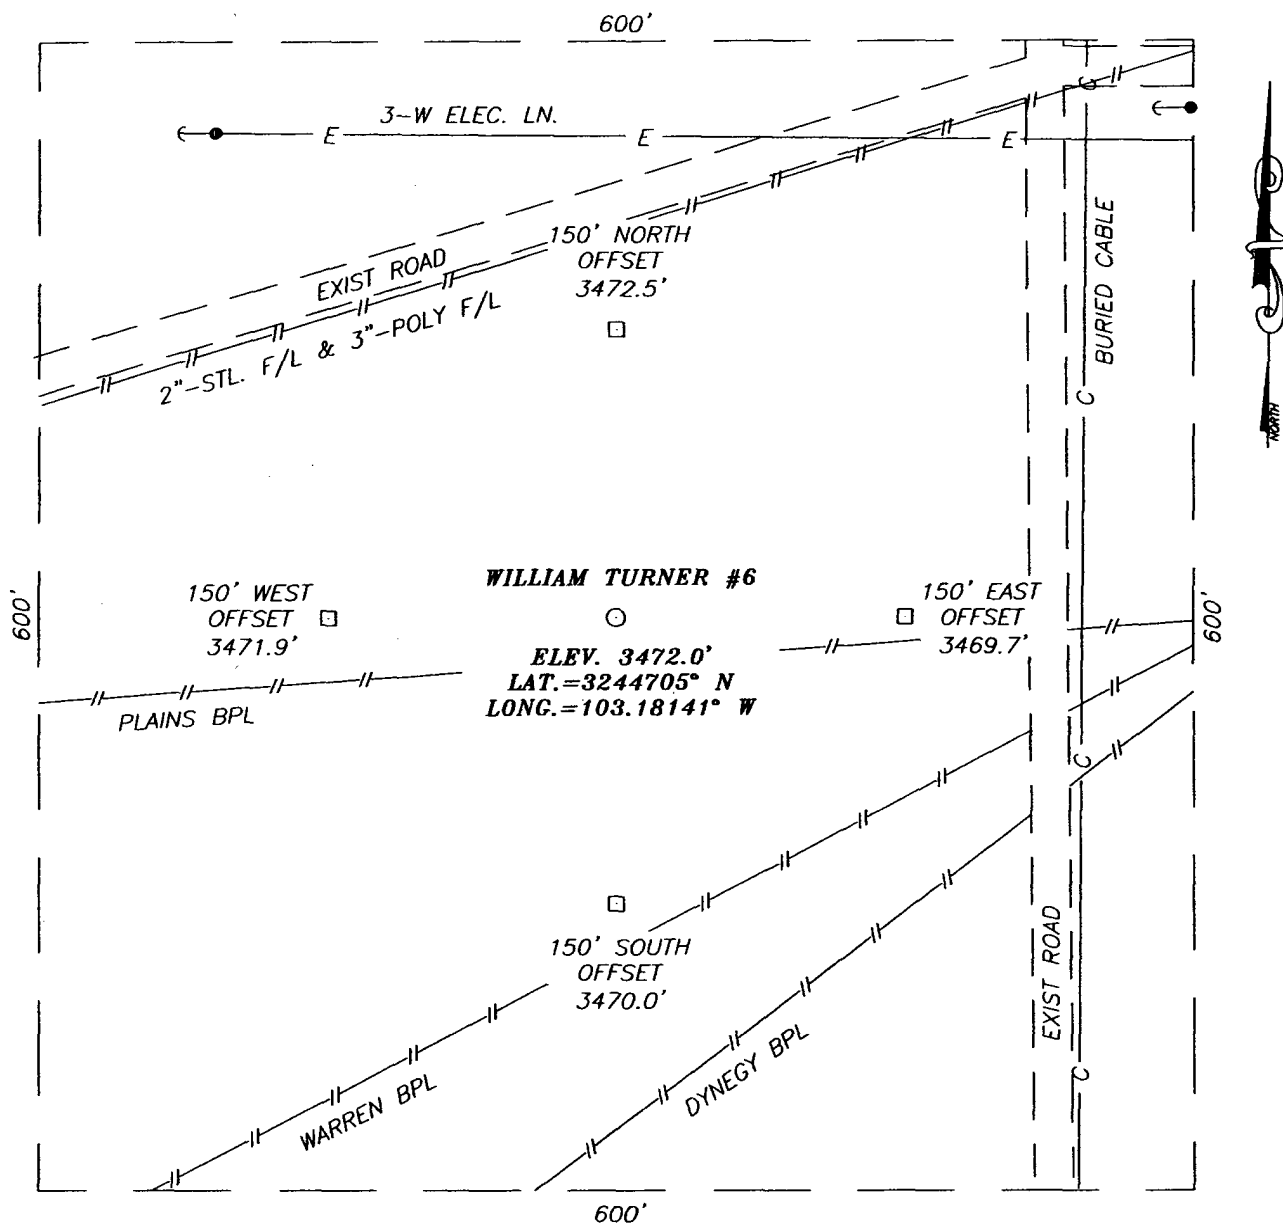 600'
3-W ELEC. LN.
E
E
E
C
BURIED CABLE
150' NORTH
OFFSET
3472.5'
EXIST ROAD
2"-STL. F/L & 3"-POLY F/L
C
NORTH
WILLIAM TURNER #6
150' WEST
OFFSET
3471.9'
150' EAST
OFFSET
3469.7'
600'
600'
ELEV. 3472.0'
LAT.=3244705° N
LONG.=103.18141° W
PLAINS BPL
C
150' SOUTH
OFFSET
3470.0'
EXIST ROAD
WARREN BPL
DYNEGY BPL
C
600'